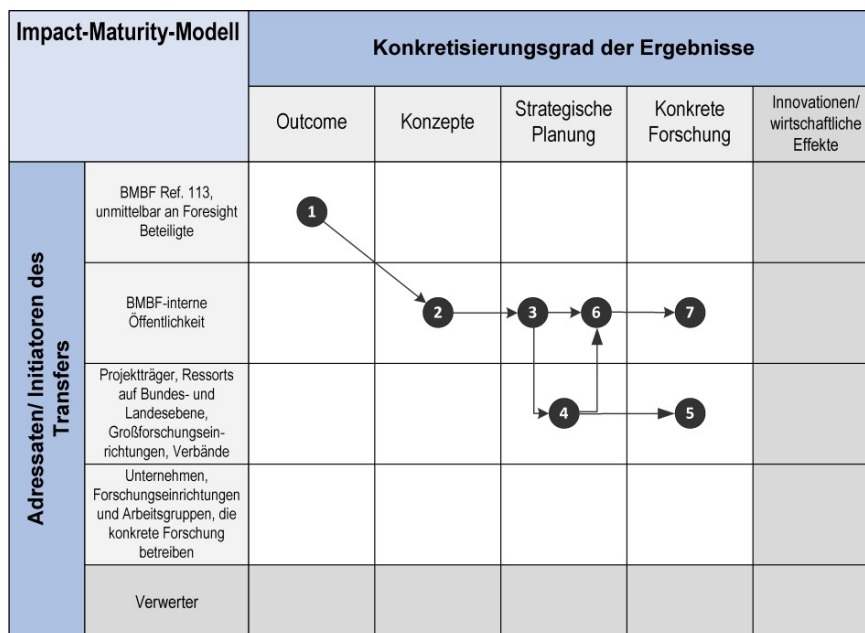 Impact-Maturity-Modell
Konkretisierungsgrad der Ergebnisse
Outcome
Konzepte
Strategische
Planung
Konkrete
Forschung
Innovationen/
wirtschaftliche
Effekte
Adressaten/ Initiatoren des
Transfers
BMBF Ref. 113,
unmittelbar an Foresight
Beteiligte
1
BMBF-interne
Öffentlichkeit
2
3
6
7
Projektträger, Ressorts
auf Bundes- und
Landesebene,
Großforschungsein-
richtungen, Verbände
4
5
Unternehmen,
Forschungseinrichtungen
und Arbeitsgruppen, die
konkrete Forschung
betreiben
Verwerter